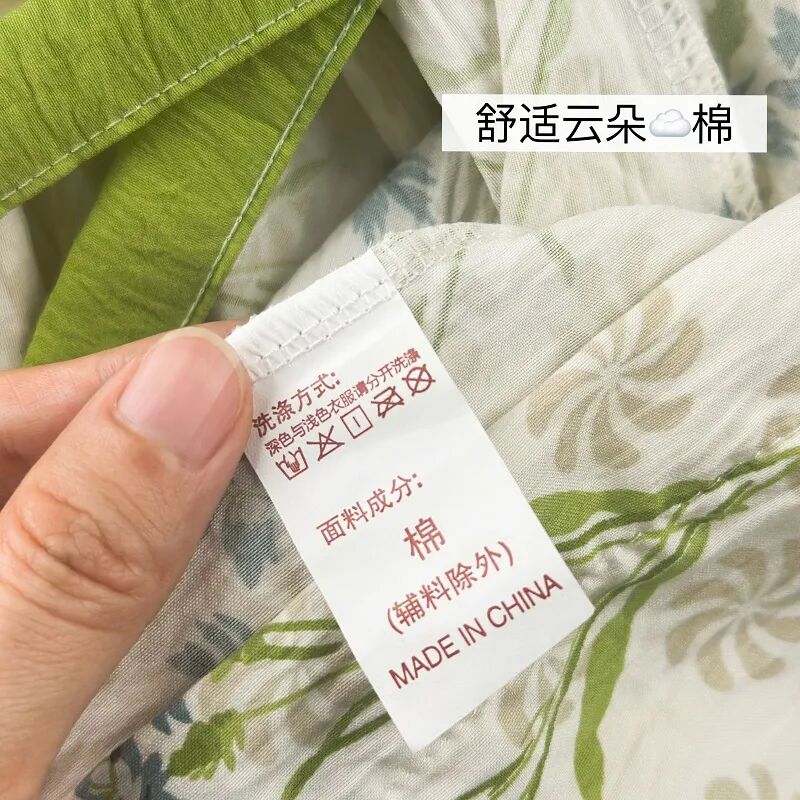 舒适云朵☁️棉
洗涤方式:
深色与浅色衣服请分开洗涤
面料成分:
棉
(辅料除外)
MADE IN CHINA